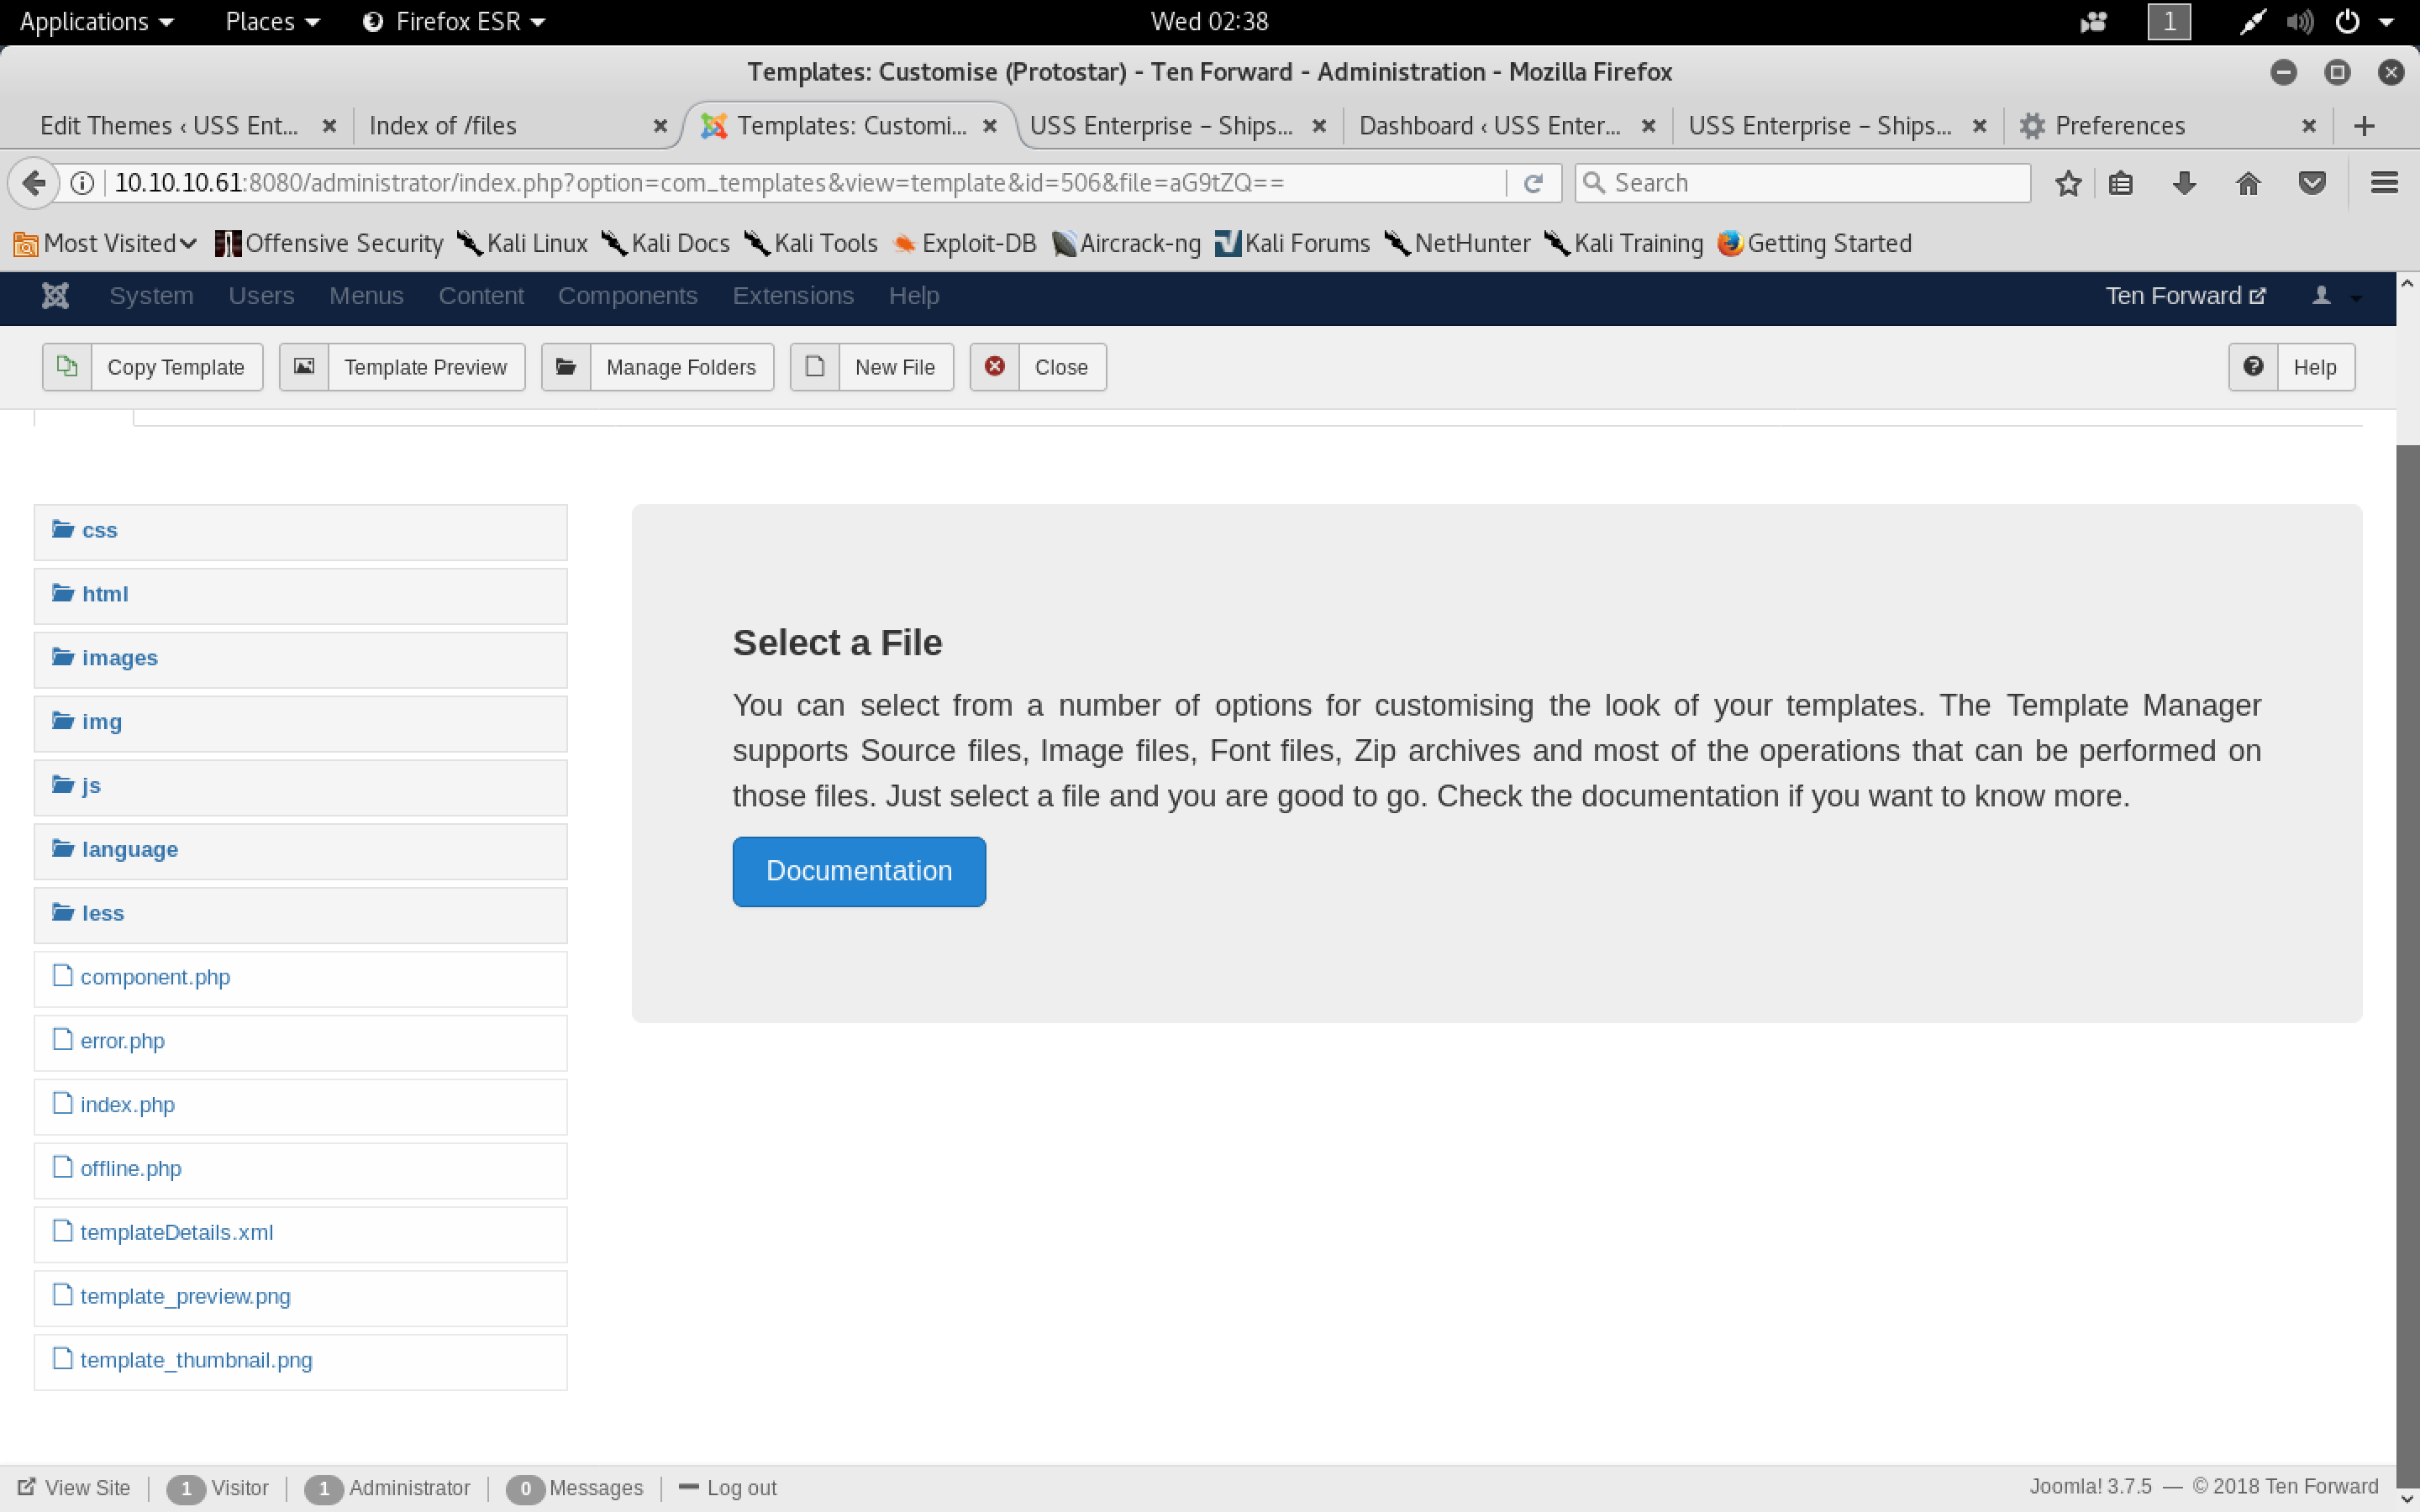 Applications Places Firefox ESR Wed 02:38 1
Templates: Customise (Protostar) - Ten Forward - Administration - Mozilla Firefox
Edit Themes ‹ USS Ent... Index of /files Templates: Customi... USS Enterprise – Ships... Dashboard ‹ USS Enter... USS Enterprise – Ships... Preferences
10.10.10.61:8080/administrator/index.php?option=com_templates&view=template&id=506&file=aG9tZQ== Search
Most Visited Offensive Security Kali Linux Kali Docs Kali Tools Exploit-DB Aircrack-ng Kali Forums NetHunter Kali Training Getting Started
System Users Menus Content Components Extensions Help Ten Forward
Copy Template Template Preview Manage Folders New File Close Help
css
html
images
img
js
language
less
component.php
error.php
index.php
offline.php
templateDetails.xml
template_preview.png
template_thumbnail.png
Select a File
You can select from a number of options for customising the look of your templates. The Template Manager
supports Source files, Image files, Font files, Zip archives and most of the operations that can be performed on
those files. Just select a file and you are good to go. Check the documentation if you want to know more.
Documentation
View Site 1 Visitor 1 Administrator 0 Messages Log out Joomla! 3.7.5 — © 2018 Ten Forward